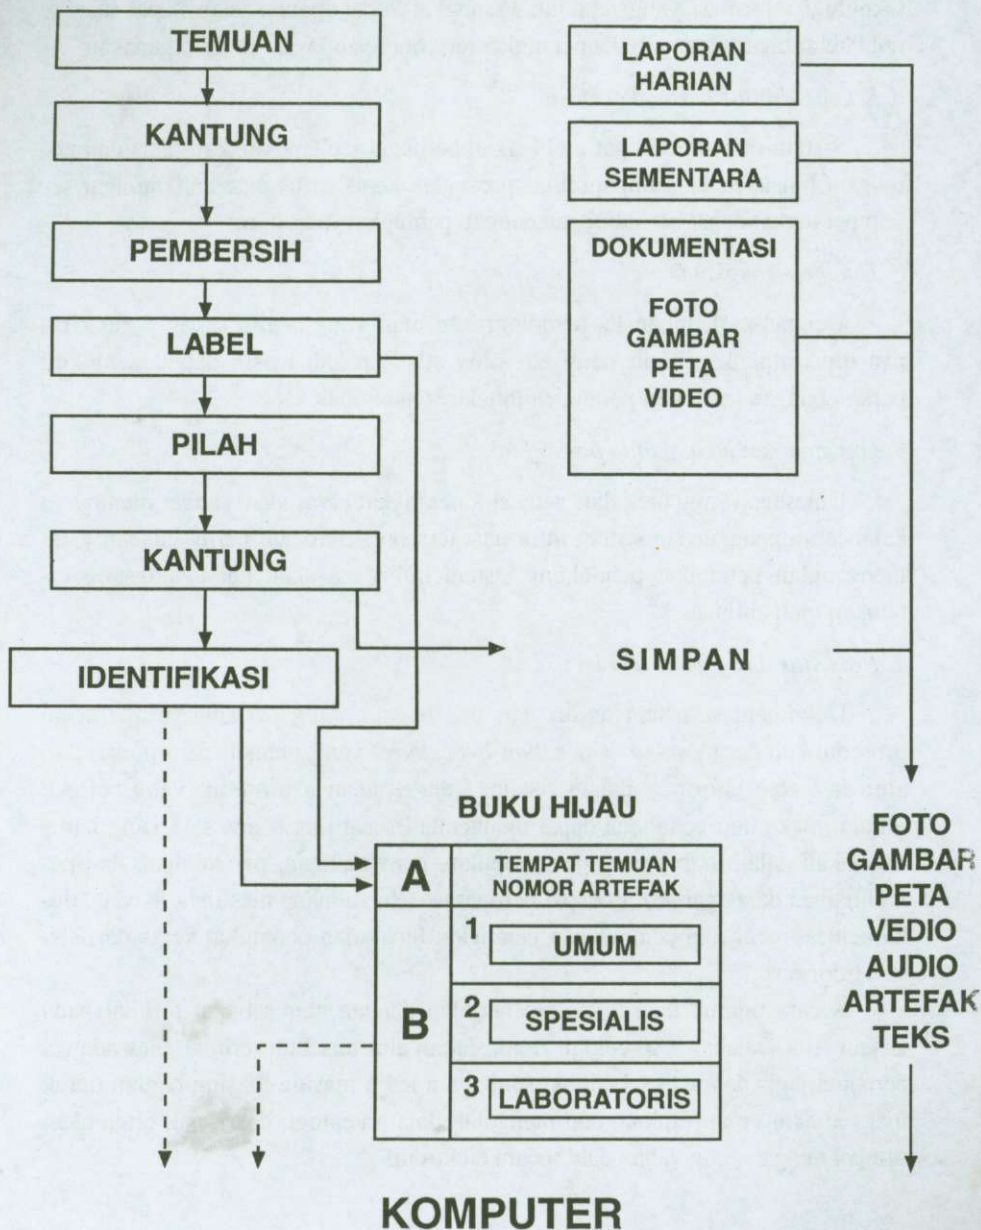 TEMUAN
KANTUNG
PEMBERSIH
LABEL
PILAH
KANTUNG
IDENTIFIKASI
LAPORAN
HARIAN
LAPORAN
SEMENTARA
DOKUMENTASI
FOTO
GAMBAR
PETA
VIDEO
SIMPAN
BUKU HIJAU
A
TEMPAT TEMUAN
NOMOR ARTEFAK
B
1 UMUM
2 SPESIALIS
3 LABORATORIS
FOTO
GAMBAR
PETA
VEDIO
AUDIO
ARTEFAK
TEKS
KOMPUTER